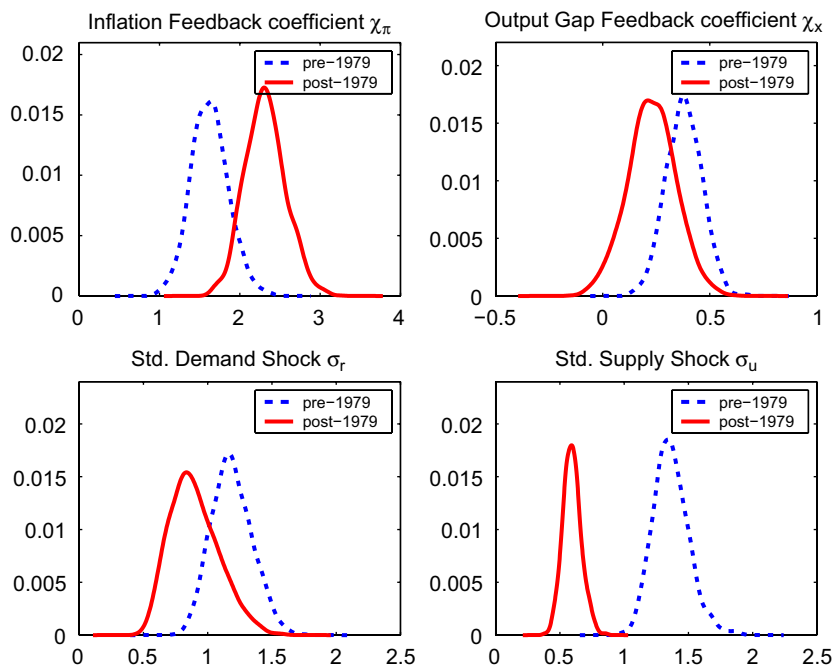 Inflation Feedback coefficient χπ
0.02
0.015
0.01
0.005
0
0 1 2 3 4
pre−1979
post−1979
Output Gap Feedback coefficient χx
0.02
0.015
0.01
0.005
0
−0.5 0 0.5 1
pre−1979
post−1979
Std. Demand Shock σr
0.02
0.015
0.01
0.005
0
0 0.5 1 1.5 2 2.5
pre−1979
post−1979
Std. Supply Shock σu
0.02
0.015
0.01
0.005
0
0 0.5 1 1.5 2 2.5
pre−1979
post−1979